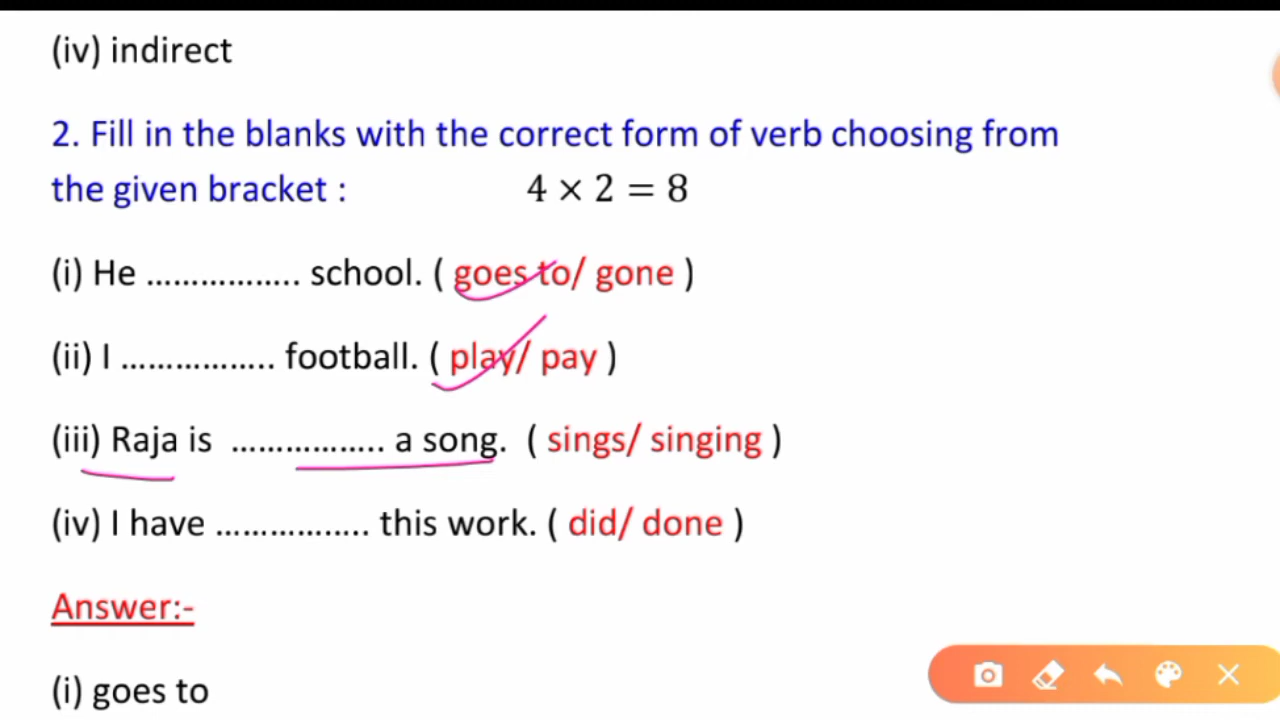 (iv) indirect
2. Fill in the blanks with the correct form of verb choosing from
the given bracket : 4 × 2 = 8
(i) He ................. school. ( goes to/ gone )
(ii) I ................. football. ( play/ pay )
(iii) Raja is ................. a song. ( sings/ singing )
(iv) I have ................. this work. ( did/ done )
Answer:-
(i) goes to